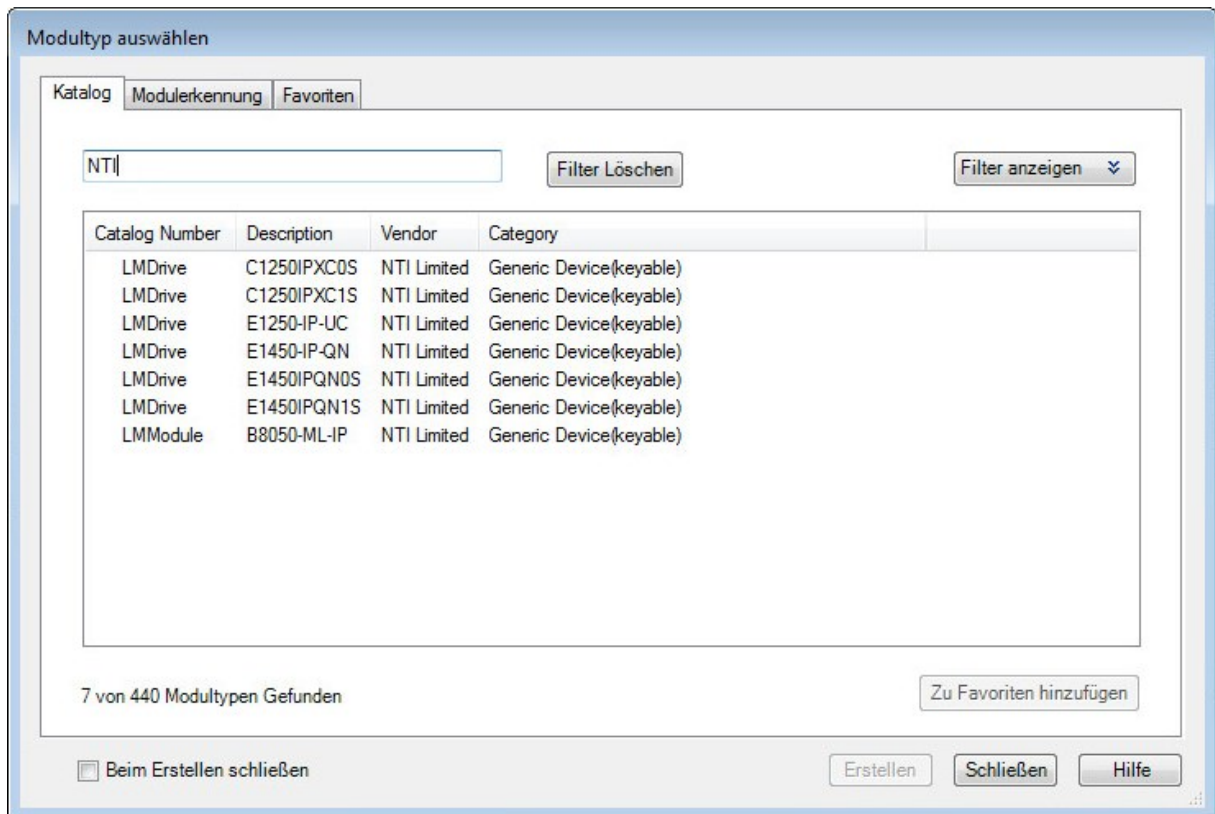 Modultyp auswählen
Katalog Modulerkennung Favoriten
NTI Filter Löschen Filter anzeigen
Catalog Number Description Vendor Category
LMDrive C1250IPXC0S NTI Limited Generic Device(keyable)
LMDrive C1250IPXC1S NTI Limited Generic Device(keyable)
LMDrive E1250-IP-UC NTI Limited Generic Device(keyable)
LMDrive E1450-IP-QN NTI Limited Generic Device(keyable)
LMDrive E1450IPQN0S NTI Limited Generic Device(keyable)
LMDrive E1450IPQN1S NTI Limited Generic Device(keyable)
LMModule B8050-ML-IP NTI Limited Generic Device(keyable)
7 von 440 Modultypen Gefunden Zu Favoriten hinzufügen
Beim Erstellen schließen Erstellen Schließen Hilfe